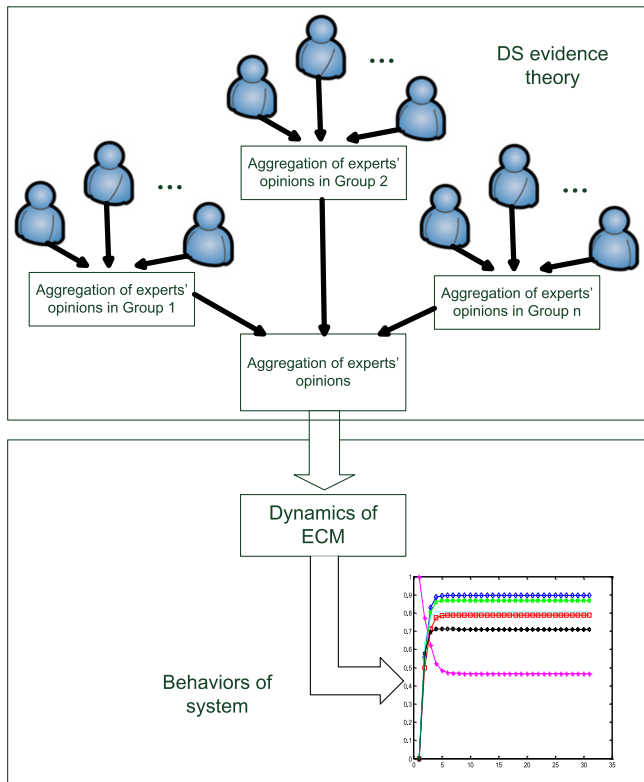 DS evidence
theory
...
Aggregation of experts'
opinions in Group 2
...
...
Aggregation of experts'
opinions in Group 1
Aggregation of experts'
opinions in Group n
Aggregation of experts'
opinions
Dynamics of
ECM
Behaviors of
system
1
0,9
0,8
0,7
0,6
0,5
0,4
0,3
0,2
0,1
0
0 5 10 15 20 25 30 35